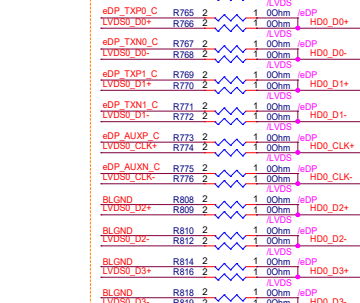 /LVDS
eDP_TXP0_C R765 2 1 0Ohm /eDP
LVDS0_D0+ R766 2 1 0Ohm HD0_D0+
/LVDS
eDP_TXN0_C R767 2 1 0Ohm /eDP
LVDS0_D0- R768 2 1 0Ohm HD0_D0-
/LVDS
eDP_TXP1_C R769 2 1 0Ohm /eDP
LVDS0_D1+ R770 2 1 0Ohm HD0_D1+
/LVDS
eDP_TXN1_C R771 2 1 0Ohm /eDP
LVDS0_D1- R772 2 1 0Ohm HD0_D1-
/LVDS
eDP_AUXP_C R773 2 1 0Ohm /eDP
LVDS0_CLK+ R774 2 1 0Ohm HD0_CLK+
/LVDS
eDP_AUXN_C R775 2 1 0Ohm /eDP
LVDS0_CLK- R776 2 1 0Ohm HD0_CLK-
/LVDS
BLGND R808 2 1 0Ohm /eDP
LVDS0_D2+ R809 2 1 0Ohm HD0_D2+
/LVDS
BLGND R810 2 1 0Ohm /eDP
LVDS0_D2- R812 2 1 0Ohm HD0_D2-
/LVDS
BLGND R814 2 1 0Ohm /eDP
LVDS0_D3+ R816 2 1 0Ohm HD0_D3+
/LVDS
BLGND R818 2 1 0Ohm /eDP
LVDS0_D3- R819 2 1 0Ohm HD0_D3-